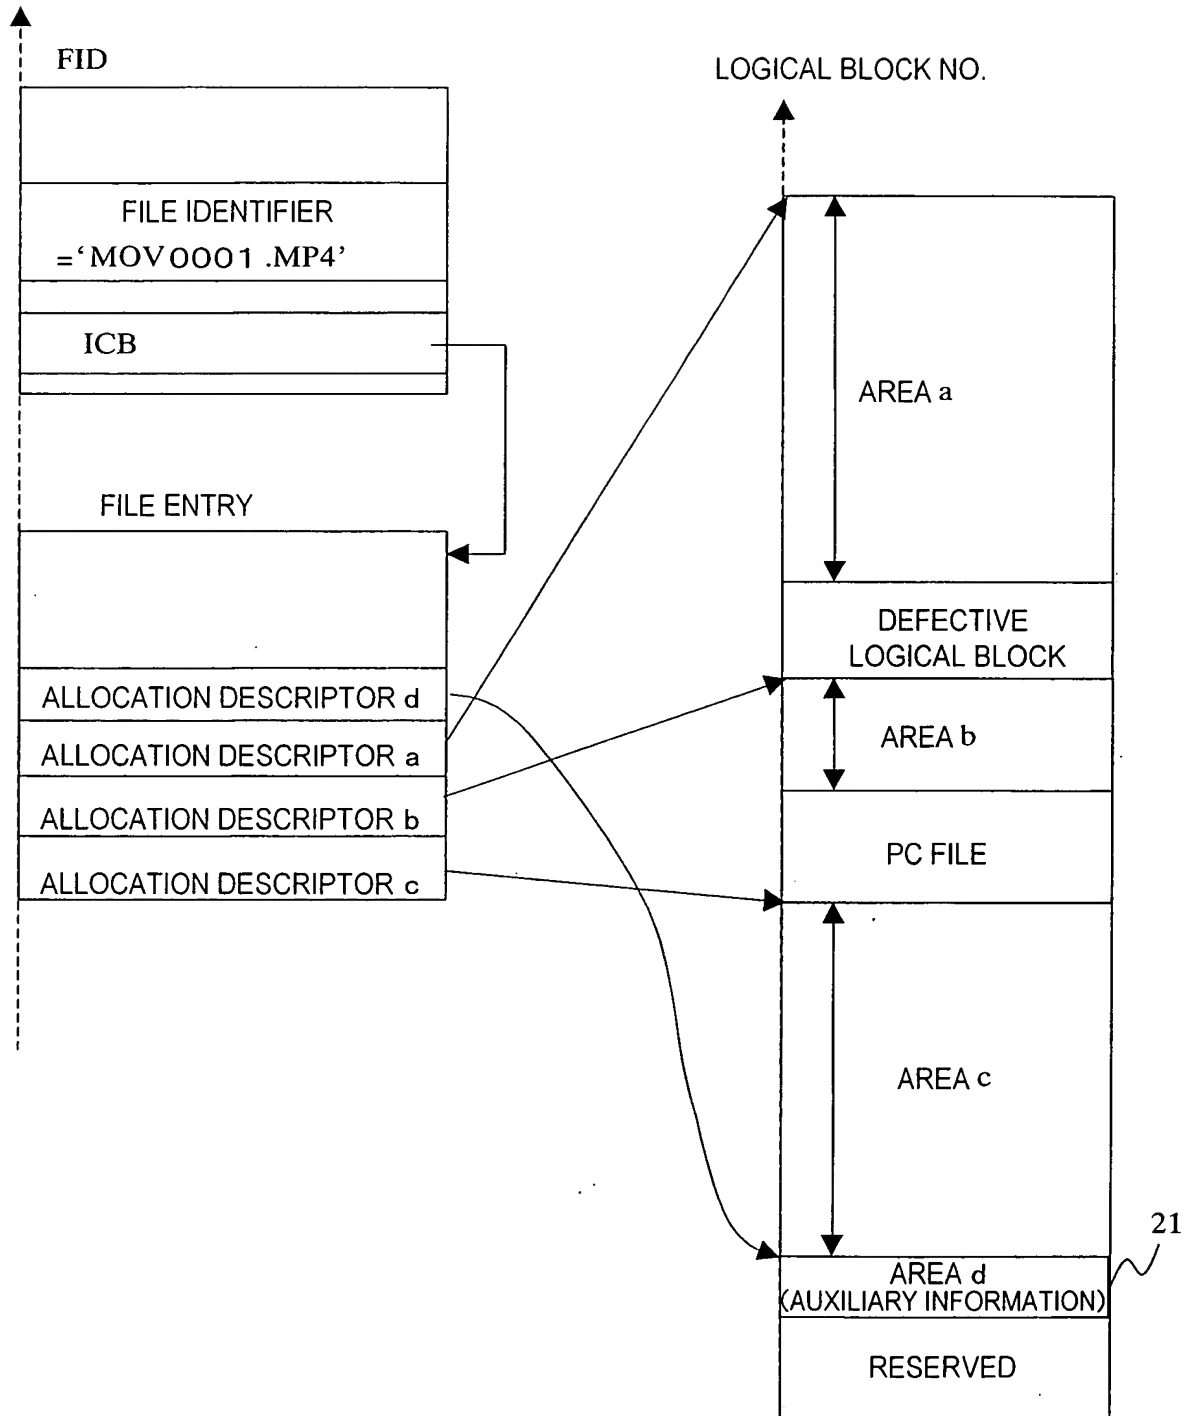 FID
FILE IDENTIFIER
=‘MOV0001.MP4’
ICB
FILE ENTRY
ALLOCATION DESCRIPTOR d
ALLOCATION DESCRIPTOR a
ALLOCATION DESCRIPTOR b
ALLOCATION DESCRIPTOR c
LOGICAL BLOCK NO.
AREA a
DEFECTIVE
LOGICAL BLOCK
AREA b
PC FILE
AREA c
21
AREA d
(AUXILIARY INFORMATION)
RESERVED